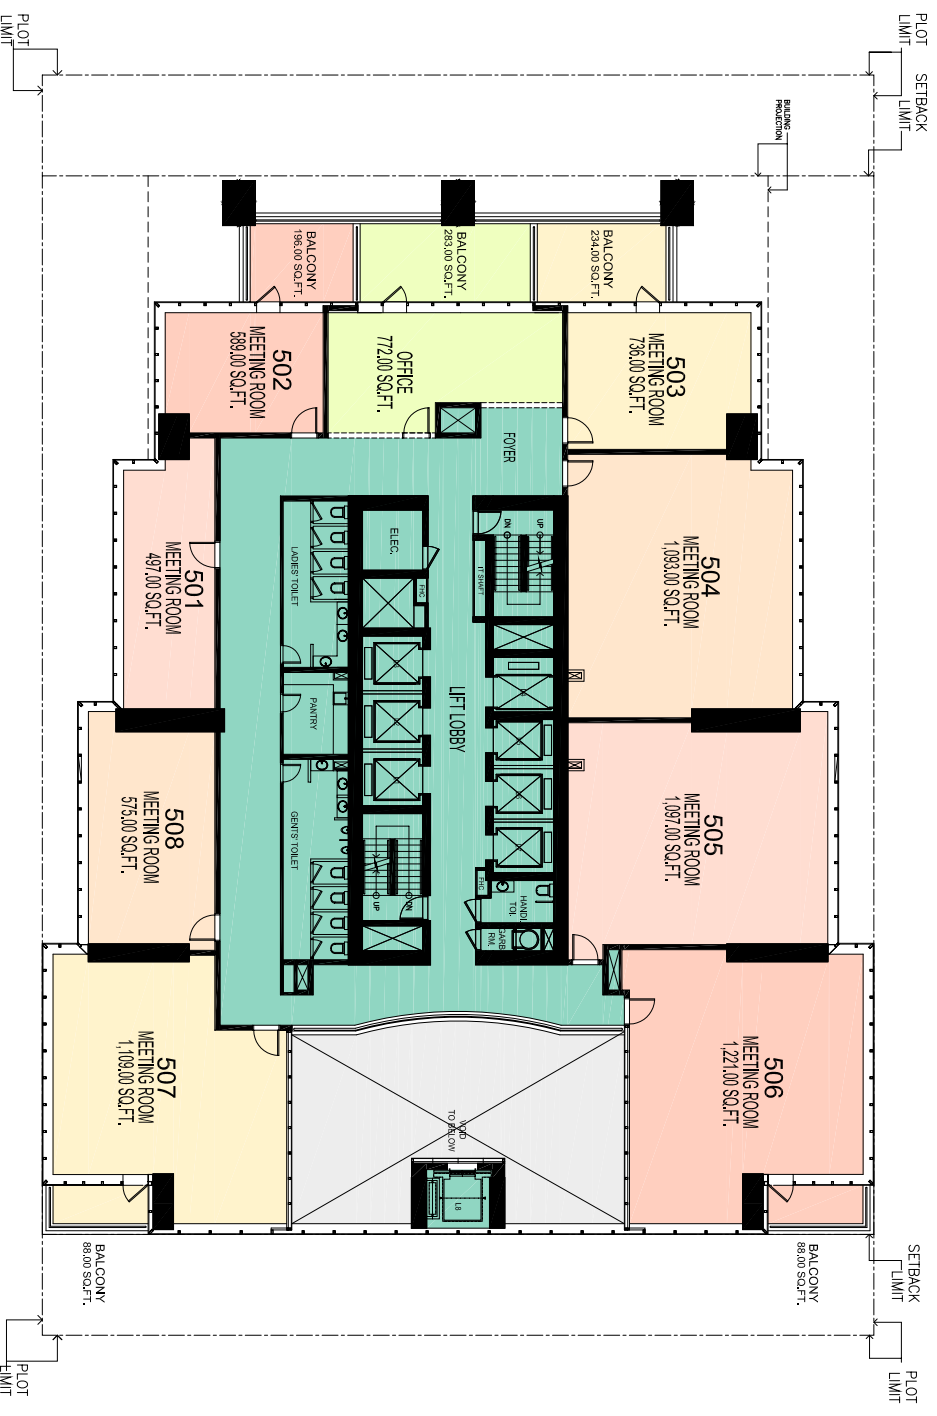 PLOT
LIMIT
PLOT
LIMIT
SETBACK
LIMIT
BUILDING
PROJECTION
BALCONY
196.00 SQ.FT.
BALCONY
283.00 SQ.FT.
BALCONY
234.00 SQ.FT.
502
MEETING ROOM
589.00 SQ.FT.
OFFICE
772.00 SQ.FT.
503
MEETING ROOM
736.00 SQ.FT.
FOYER
501
MEETING ROOM
497.00 SQ.FT.
LADIES' TOILET
ELEC.
FHC
DN
UP
IT SHAFT
504
MEETING ROOM
1,093.00 SQ.FT.
PANTRY
LIFT LOBBY
508
MEETING ROOM
575.00 SQ.FT.
GENTS' TOILET
UP
DN
FHC
HANDI.
TOI.
GARB.
RM.
505
MEETING ROOM
1,097.00 SQ.FT.
507
MEETING ROOM
1,109.00 SQ.FT.
VOID
TO BELOW
L8
506
MEETING ROOM
1,221.00 SQ.FT.
BALCONY
88.00 SQ.FT.
BALCONY
88.00 SQ.FT.
SETBACK
LIMIT
PLOT
LIMIT
PLOT
LIMIT